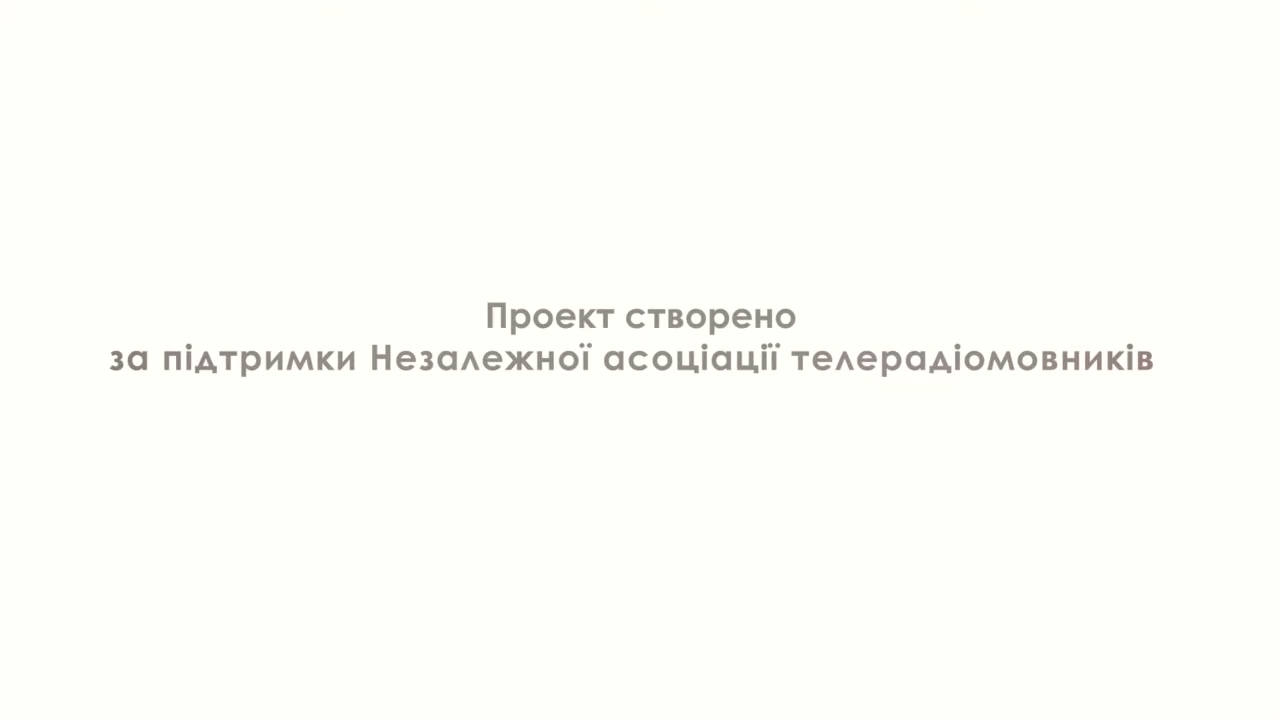 Проект створено
за підтримки Незалежної асоціації телерадіомовників